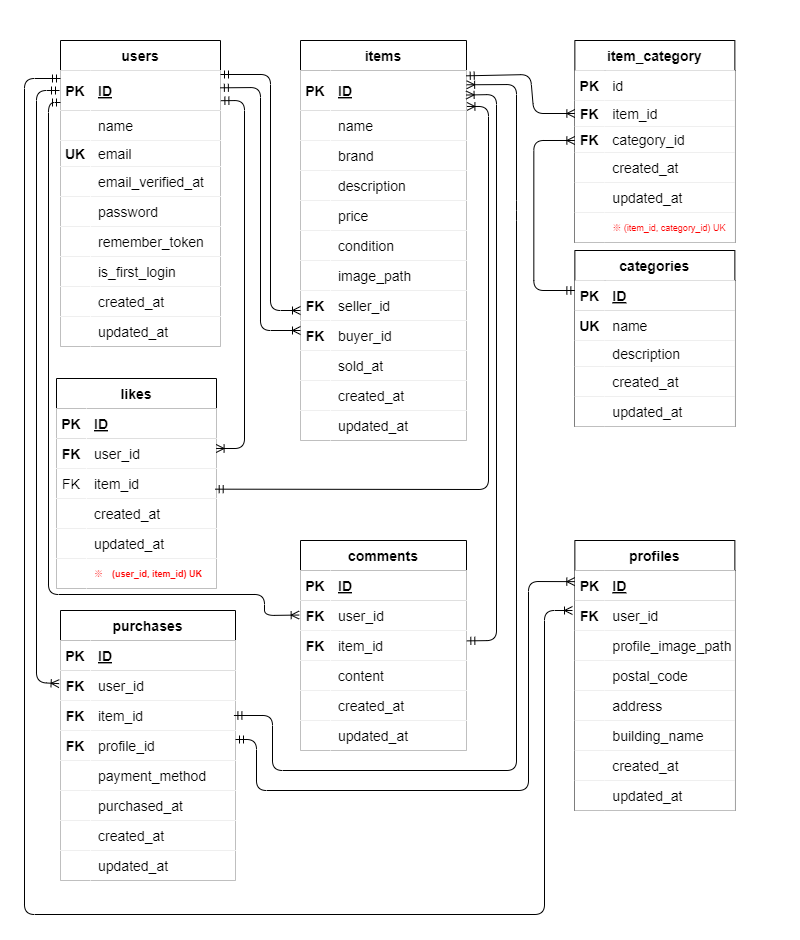 users
PK ID
name
UK email
email_verified_at
password
remember_token
is_first_login
created_at
updated_at
items
PK ID
name
brand
description
price
condition
image_path
FK seller_id
FK buyer_id
sold_at
created_at
updated_at
item_category
PK id
FK item_id
FK category_id
created_at
updated_at
※ (item_id, category_id) UK
categories
PK ID
UK name
description
created_at
updated_at
likes
PK ID
FK user_id
FK item_id
created_at
updated_at
※ (user_id, item_id) UK
comments
PK ID
FK user_id
FK item_id
content
created_at
updated_at
profiles
PK ID
FK user_id
profile_image_path
postal_code
address
building_name
created_at
updated_at
purchases
PK ID
FK user_id
FK item_id
FK profile_id
payment_method
purchased_at
created_at
updated_at